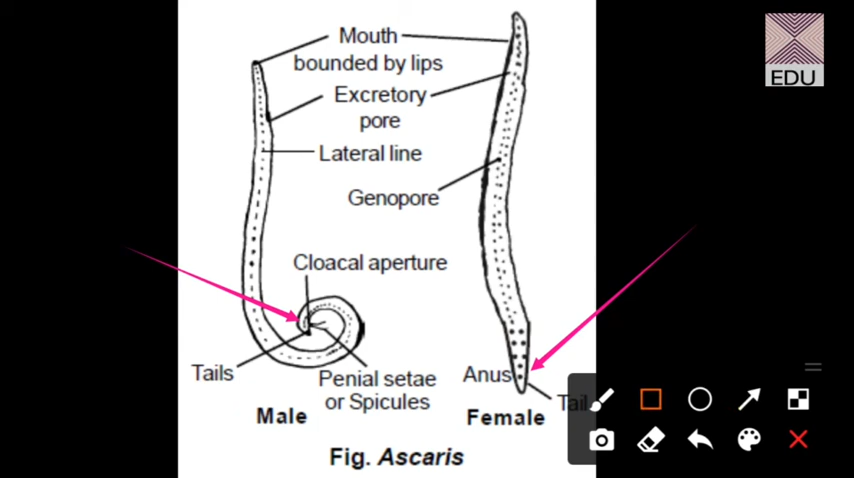 EDU
Mouth
bounded by lips
Excretory
pore
Lateral line
Genopore
Cloacal aperture
Tails
Penial setae
or Spicules
Anus
Tail
Male
Female
Fig. Ascaris